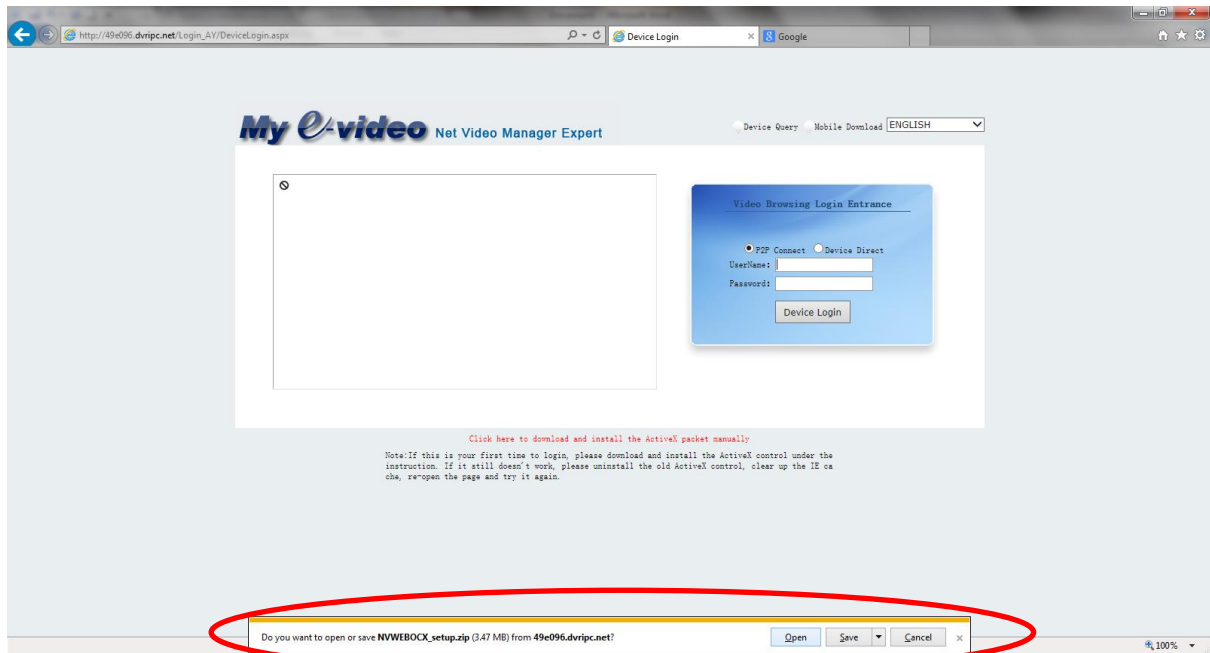 http://49e096.dvripc.net/Login_AY/DeviceLogin.aspx
Device Login
Google
My e-video Net Video Manager Expert
Device Query Mobile Download ENGLISH
Video Browsing Login Entrance
P2P Connect Device Direct
UserName:
Password:
Device Login
Click here to download and install the ActiveX packet manually
Note:If this is your first time to login, please download and install the ActiveX control under the
instruction. If it still doesn't work, please uninstall the old ActiveX control, clear up the IE ca
che, re-open the page and try it again.
Do you want to open or save NVWEBOCX_setup.zip (3.47 MB) from 49e096.dvripc.net?
Open Save Cancel
100%